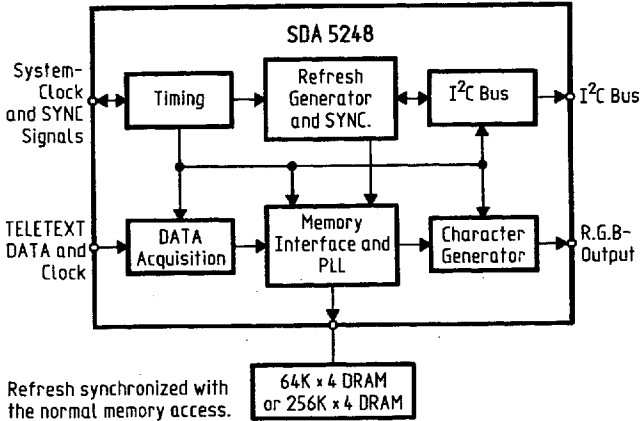 SDA 5248
System-
Clock
and SYNC
Signals
Timing
Refresh
Generator
and SYNC.
I²C Bus
I²C Bus
TELETEXT
DATA and
Clock
DATA
Acquisition
Memory
Interface and
PLL
Character
Generator
R.G.B-
Output
Refresh synchronized with
the normal memory access.
64K x 4 DRAM
or 256K x 4 DRAM